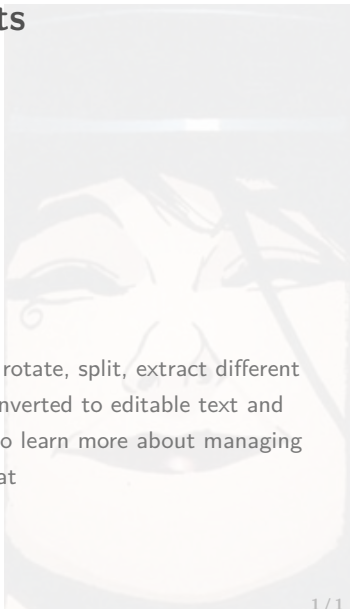 ts
rotate, split, extract different
nverted to editable text and
o learn more about managing
at
1/1